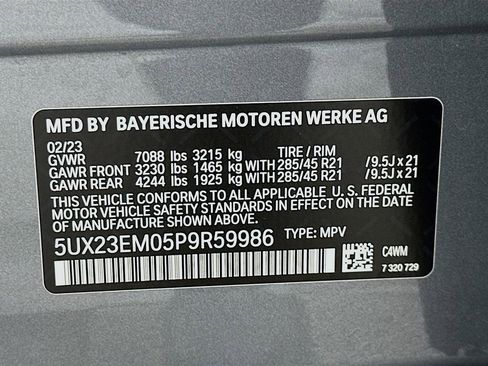 MFD BY BAYERISCHE MOTOREN WERKE AG
02/23
GVWR 7088 lbs 3215 kg TIRE / RIM
GAWR FRONT 3230 lbs 1465 kg WITH 285/45 R21 / 9.5J x 21
GAWR REAR 4244 lbs 1925 kg WITH 285/45 R21 / 9.5J x 21
THIS VEHICLE CONFORMS TO ALL APPLICABLE U. S. FEDERAL
MOTOR VEHICLE SAFETY STANDARDS IN EFFECT ON THE DATE
OF MANUFACTURE SHOWN ABOVE.
5UX23EM05P9R59986 TYPE: MPV
C4WM
7 320 729